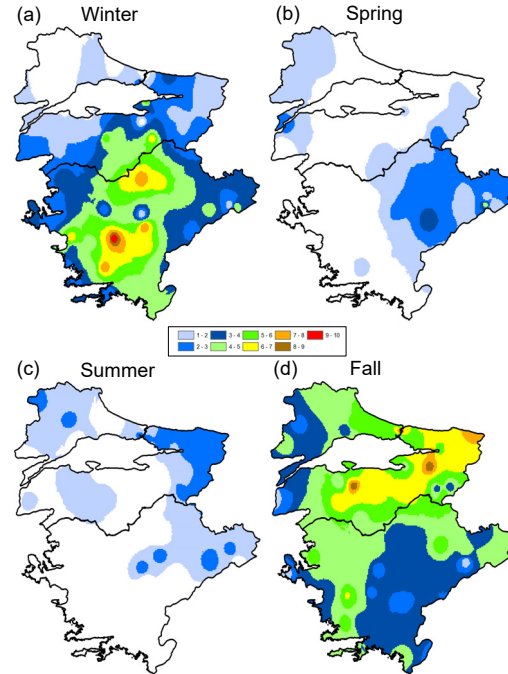 (a) Winter
(b) Spring
1 - 2 3 - 4 5 - 6 7 - 8 9 - 10
2 - 3 4 - 5 6 - 7 8 - 9
(c) Summer
(d) Fall